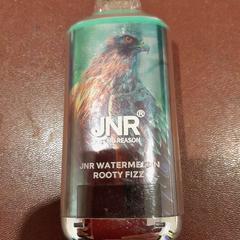 JNR®
REASON
JNR WATERMELON
ROOTY FIZZ